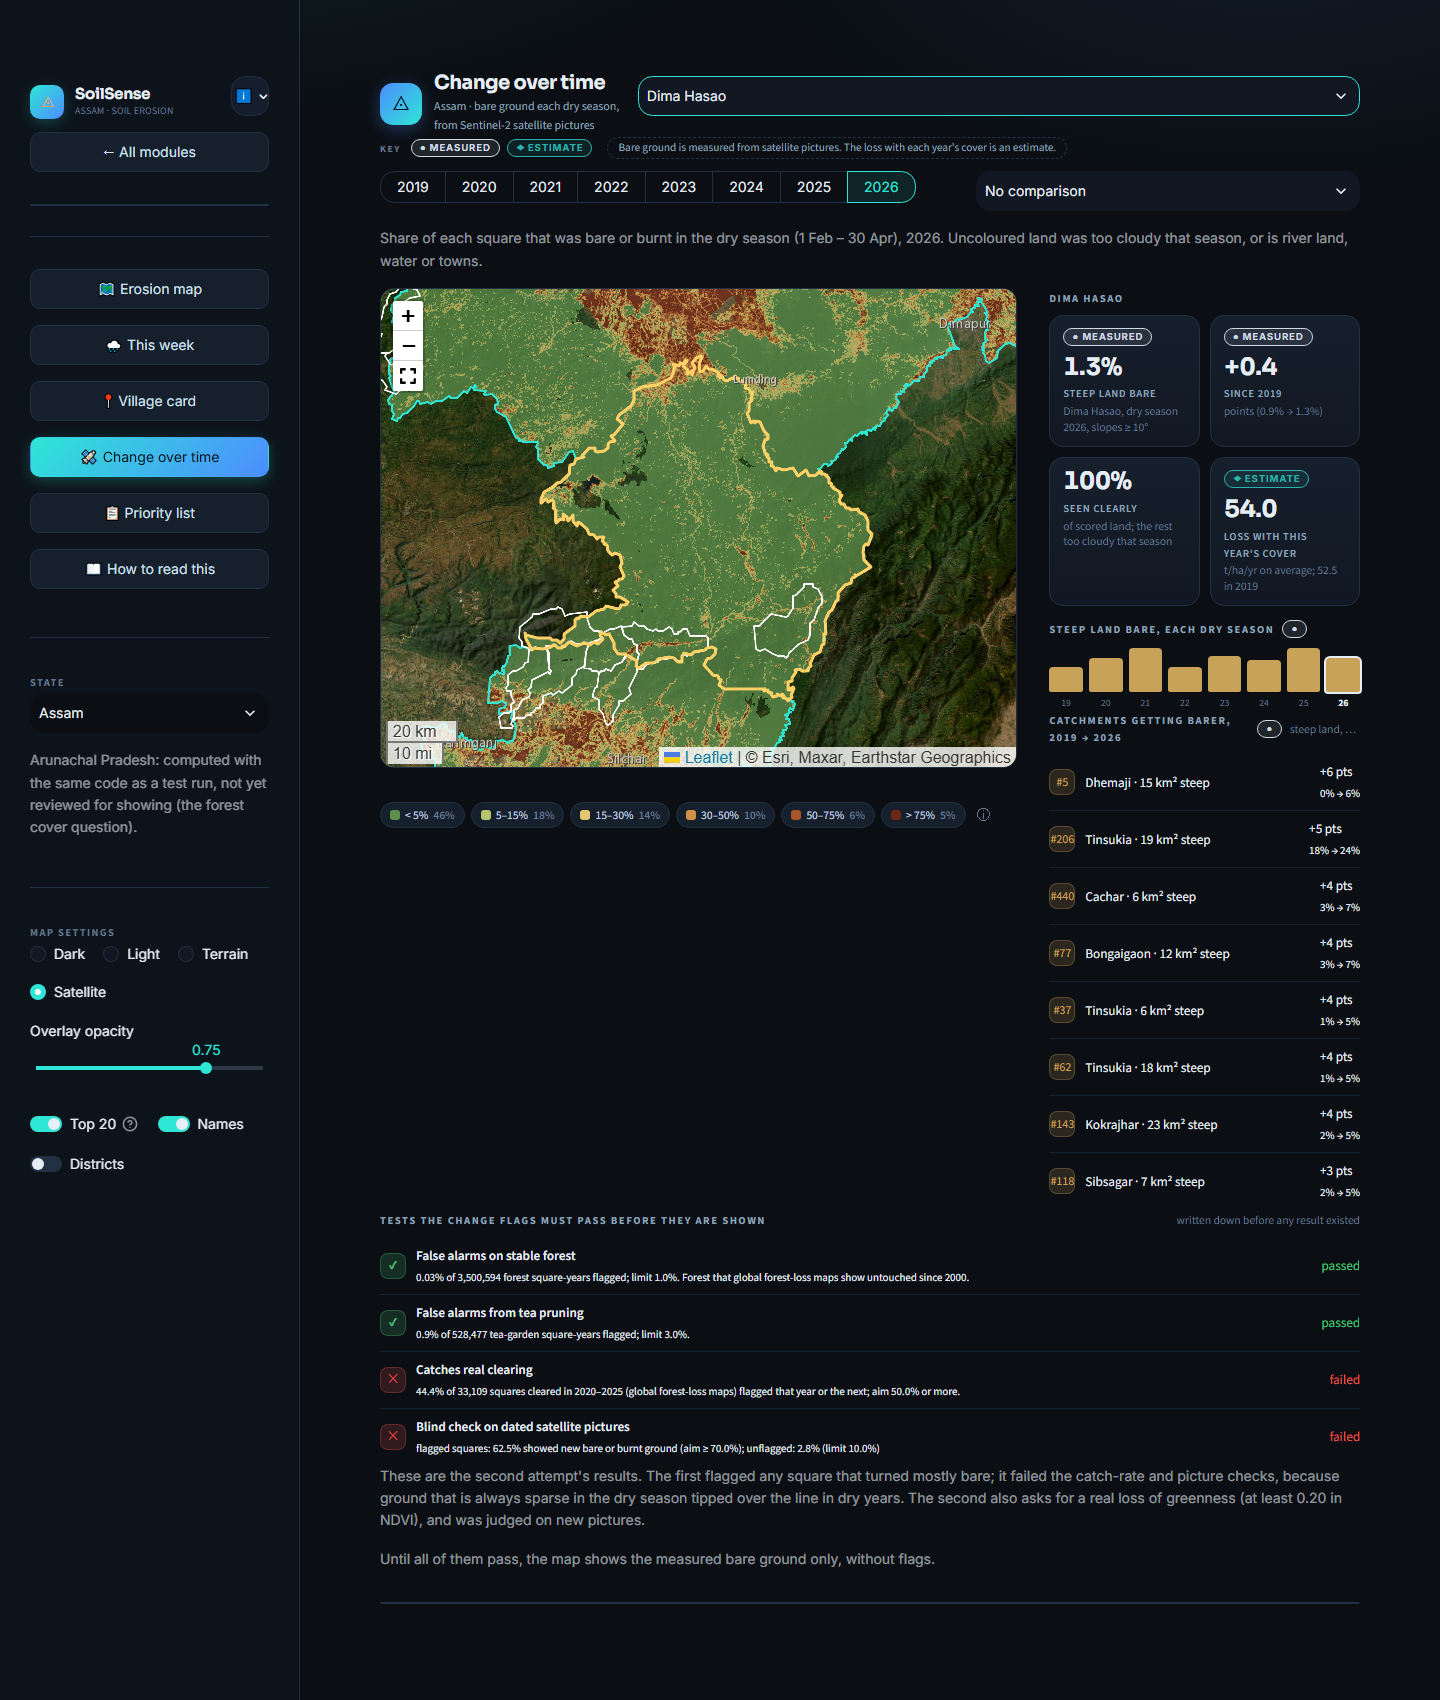 SoilSense
ASSAM · SOIL EROSION
← All modules
Erosion map
This week
Village card
Change over time
Priority list
How to read this
STATE
Assam
Arunachal Pradesh: computed with
the same code as a test run, not yet
reviewed for showing (the forest
cover question).
MAP SETTINGS
Dark
Light
Terrain
Satellite
Overlay opacity
0.75
Top 20
Names
Districts
Change over time
Assam · bare ground each dry season,
from Sentinel-2 satellite pictures
Dima Hasao
KEY
MEASURED
ESTIMATE
Bare ground is measured from satellite pictures. The loss with each year's cover is an estimate.
2019 2020 2021 2022 2023 2024 2025 2026
No comparison
Share of each square that was bare or burnt in the dry season (1 Feb – 30 Apr), 2026. Uncoloured land was too cloudy that season, or is river land,
water or towns.
+
−
Dimapur
Lumding
Silchar
20 km
10 mi
Leaflet | © Esri, Maxar, Earthstar Geographics
< 5% 46%
5–15% 18%
15–30% 14%
30–50% 10%
50–75% 6%
> 75% 5%
DIMA HASAO
MEASURED
1.3%
STEEP LAND BARE
Dima Hasao, dry season
2026, slopes ≥ 10°
MEASURED
+0.4
SINCE 2019
points (0.9% → 1.3%)
100%
SEEN CLEARLY
of scored land; the rest
too cloudy that season
ESTIMATE
54.0
LOSS WITH THIS
YEAR'S COVER
t/ha/yr on average; 52.5
in 2019
STEEP LAND BARE, EACH DRY SEASON
19 20 21 22 23 24 25 26
CATCHMENTS GETTING BARER,
2019 → 2026
steep land, …
#5 Dhemaji · 15 km² steep
+6 pts
0% → 6%
#206 Tinsukia · 19 km² steep
+5 pts
18% → 24%
#440 Cachar · 6 km² steep
+4 pts
3% → 7%
#77 Bongaigaon · 12 km² steep
+4 pts
3% → 7%
#37 Tinsukia · 6 km² steep
+4 pts
1% → 5%
#62 Tinsukia · 18 km² steep
+4 pts
1% → 5%
#143 Kokrajhar · 23 km² steep
+4 pts
2% → 5%
#118 Sibsagar · 7 km² steep
+3 pts
2% → 5%
TESTS THE CHANGE FLAGS MUST PASS BEFORE THEY ARE SHOWN
written down before any result existed
False alarms on stable forest
0.03% of 3,500,594 forest square-years flagged; limit 1.0%. Forest that global forest-loss maps show untouched since 2000.
passed
False alarms from tea pruning
0.9% of 528,477 tea-garden square-years flagged; limit 3.0%.
passed
Catches real clearing
44.4% of 33,109 squares cleared in 2020–2025 (global forest-loss maps) flagged that year or the next; aim 50.0% or more.
failed
Blind check on dated satellite pictures
flagged squares: 62.5% showed new bare or burnt ground (aim ≥ 70.0%); unflagged: 2.8% (limit 10.0%)
failed
These are the second attempt's results. The first flagged any square that turned mostly bare; it failed the catch-rate and picture checks, because
ground that is always sparse in the dry season tipped over the line in dry years. The second also asks for a real loss of greenness (at least 0.20 in
NDVI), and was judged on new pictures.
Until all of them pass, the map shows the measured bare ground only, without flags.